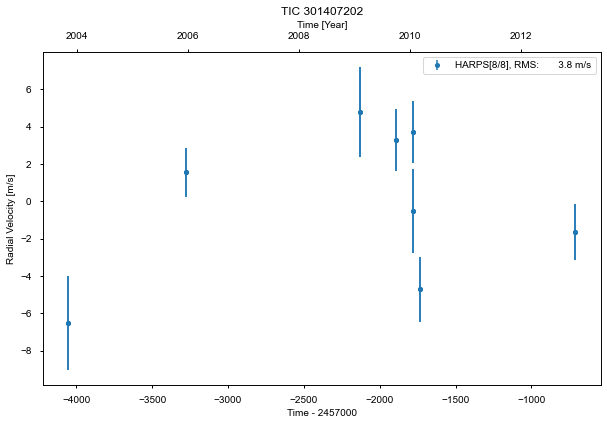 TIC 301407202
Time [Year]
2004 2006 2008 2010 2012
HARPS[8/8], RMS: 3.8 m/s
6
4
2
0
−2
−4
−6
−8
Radial Velocity [m/s]
−4000 −3500 −3000 −2500 −2000 −1500 −1000
Time - 2457000